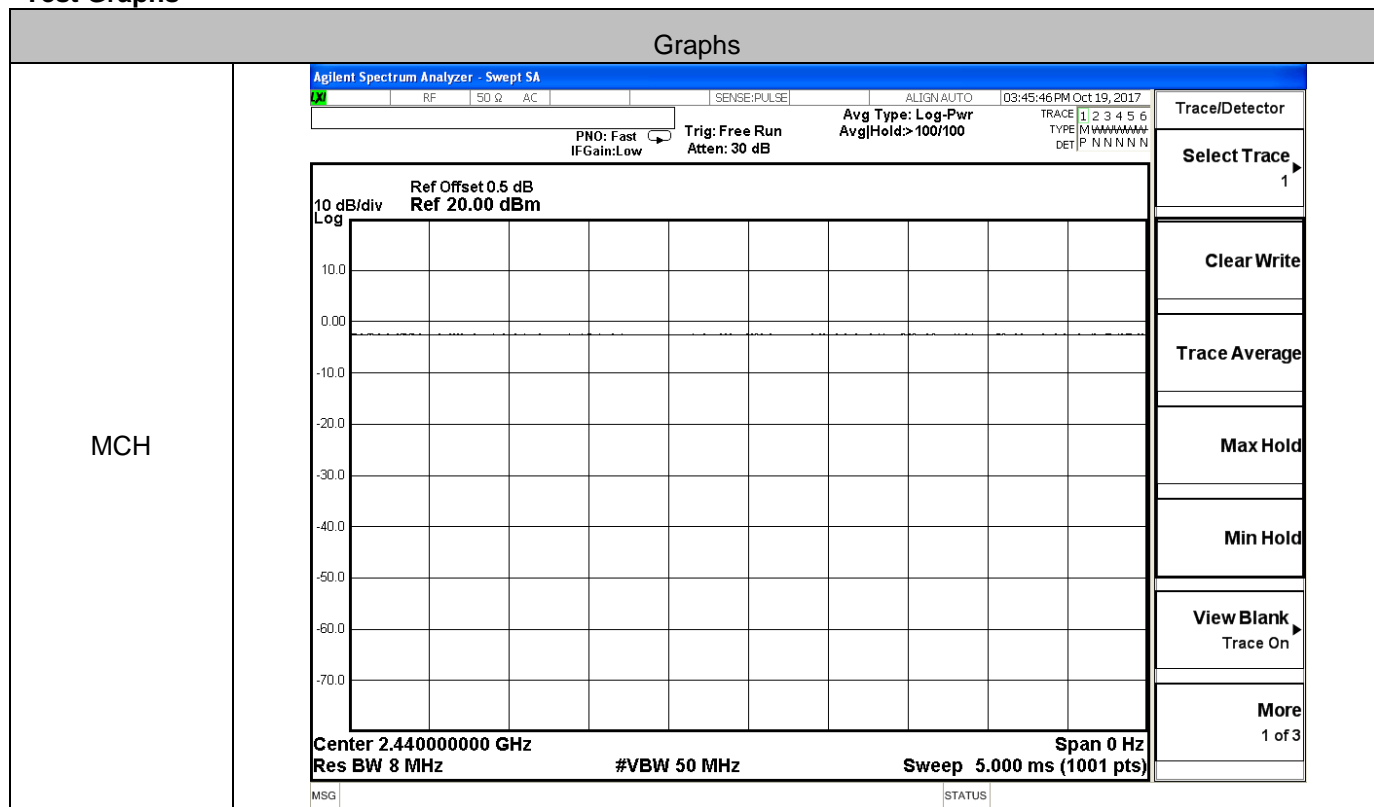 Test Graphs
Graphs
MCH
Agilent Spectrum Analyzer - Swept SA
LXI RF 50 Ω AC SENSE:PULSE ALIGN AUTO 03:45:46 PM Oct 19, 2017
PNO: Fast Trig: Free Run Avg Type: Log-Pwr TRACE 1 2 3 4 5 6
IFGain:Low Atten: 30 dB Avg|Hold:>100/100 TYPE M WWWWW
DET P N N N N N
Ref Offset 0.5 dB
10 dB/div Ref 20.00 dBm
Log
10.0
0.00
-10.0
-20.0
-30.0
-40.0
-50.0
-60.0
-70.0
Center 2.440000000 GHz Span 0 Hz
Res BW 8 MHz #VBW 50 MHz Sweep 5.000 ms (1001 pts)
MSG STATUS
Trace/Detector
Select Trace
1
Clear Write
Trace Average
Max Hold
Min Hold
View Blank
Trace On
More
1 of 3